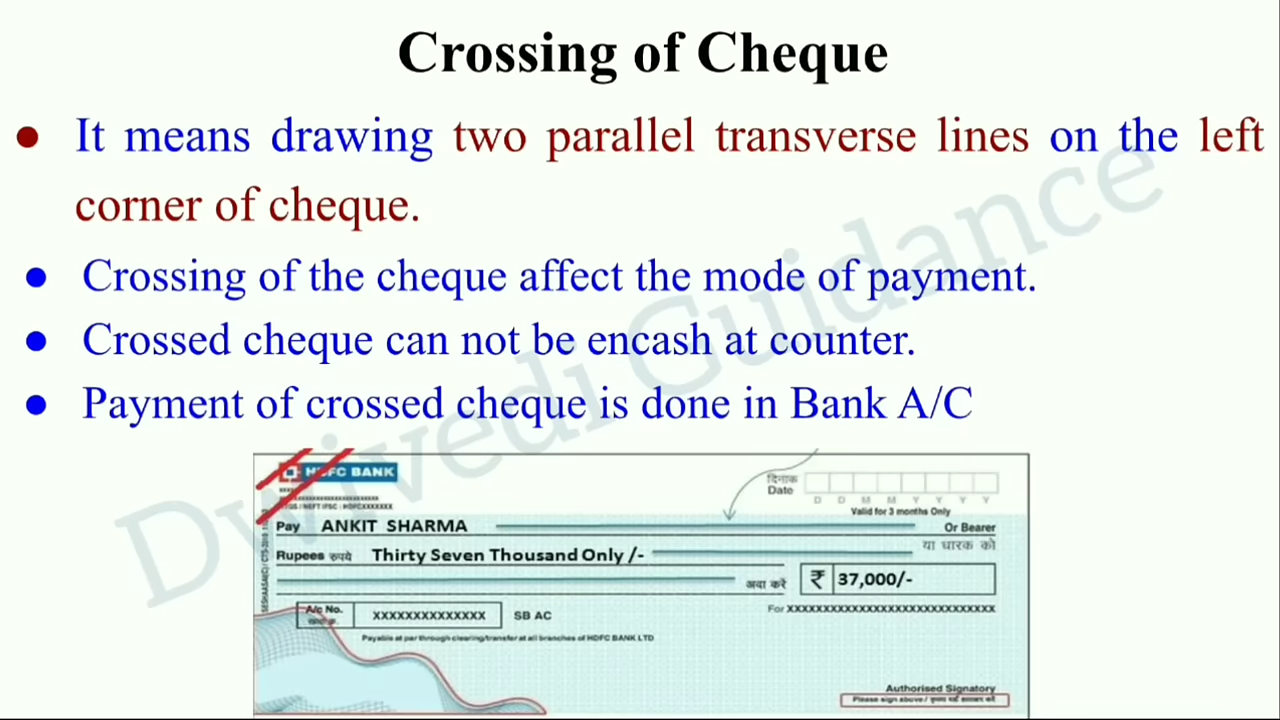 Crossing of Cheque
● It means drawing two parallel transverse lines on the left
corner of cheque.
● Crossing of the cheque affect the mode of payment.
● Crossed cheque can not be encash at counter.
● Payment of crossed cheque is done in Bank A/C
Dwivedi Guidance
HDFC BANK
दिनांक
Date
D D M M Y Y Y Y
Valid for 3 months Only
Pay ANKIT SHARMA Or Bearer
या धारक को
Rupees रुपये Thirty Seven Thousand Only /-
अदा करें ₹ 37,000/-
A/c No. XXXXXXXXXXXXXX SB AC
For XXXXXXXXXXXXXXXXXXXXXXXXXXXXX
Payable at par through clearing/transfer at all branches of HDFC BANK LTD
Authorised Signatory
Please sign above /